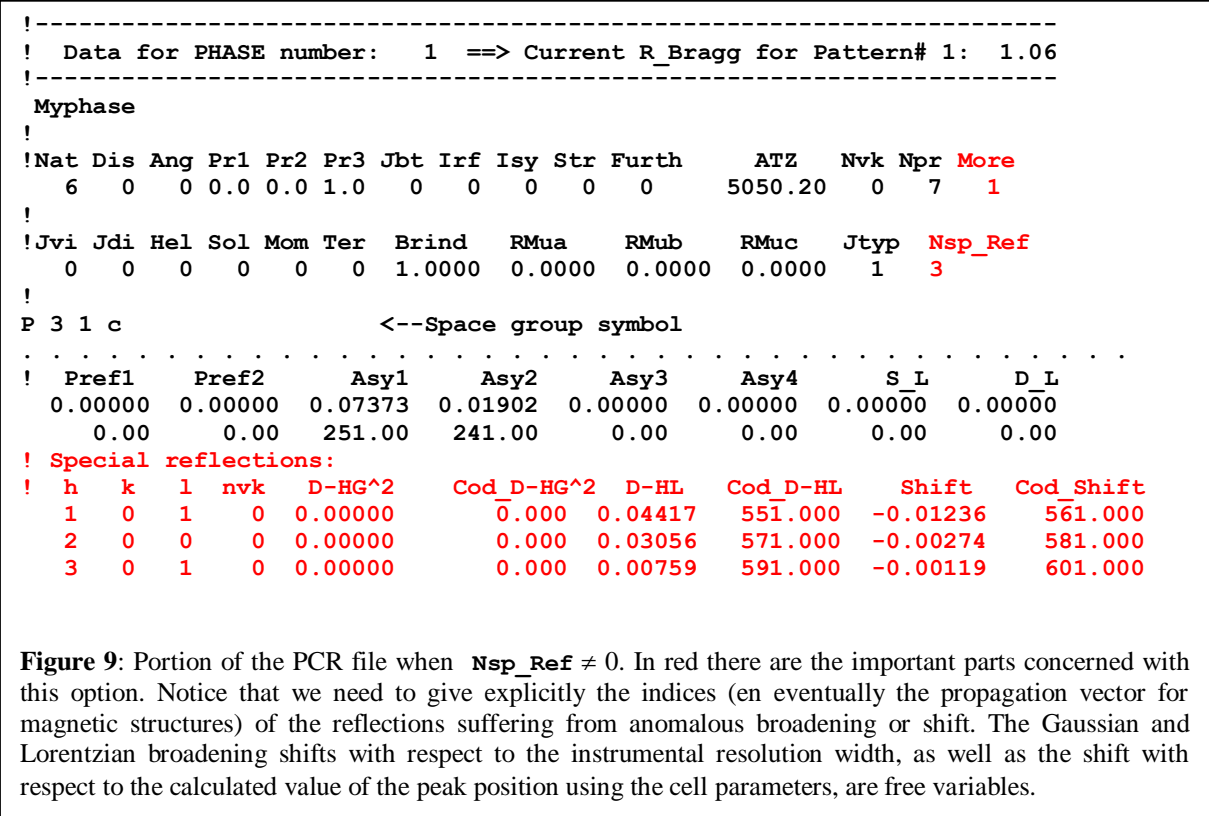 !-----------------------------------------------------------------------
!  Data for PHASE number:   1  ==> Current R_Bragg for Pattern# 1:  1.06
!-----------------------------------------------------------------------
 Myphase
!
!Nat Dis Ang Pr1 Pr2 Pr3 Jbt Irf Isy Str Furth     ATZ    Nvk Npr More
   6   0   0 0.0 0.0 1.0   0   0   0   0   0     5050.20   0   7   1
!
!Jvi Jdi Hel Sol Mom Ter  Brind   RMua    RMub    RMuc   Jtyp  Nsp_Ref
   0   0   0   0   0   0  1.0000  0.0000  0.0000  0.0000   1   3
!
P 3 1 c                  <--Space group symbol
. . . . . . . . . . . . . . . . . . . . . . . . . . . . . . . . . . . . . . .
!  Pref1    Pref2      Asy1     Asy2     Asy3     Asy4      S_L      D_L
  0.00000  0.00000  0.07373  0.01902  0.00000  0.00000  0.00000  0.00000
     0.00     0.00   251.00   241.00     0.00     0.00     0.00     0.00
! Special reflections:
!  h   k   l  nvk   D-HG^2    Cod_D-HG^2  D-HL    Cod_D-HL    Shift    Cod_Shift
   1   0   1   0  0.00000       0.000  0.04417   551.000  -0.01236    561.000
   2   0   0   0  0.00000       0.000  0.03056   571.000  -0.00274    581.000
   3   0   1   0  0.00000       0.000  0.00759   591.000  -0.00119    601.000
Figure 9: Portion of the PCR file when Nsp_Ref ≠ 0. In red there are the important parts concerned with
this option. Notice that we need to give explicitly the indices (en eventually the propagation vector for
magnetic structures) of the reflections suffering from anomalous broadening or shift. The Gaussian and
Lorentzian broadening shifts with respect to the instrumental resolution width, as well as the shift with
respect to the calculated value of the peak position using the cell parameters, are free variables.